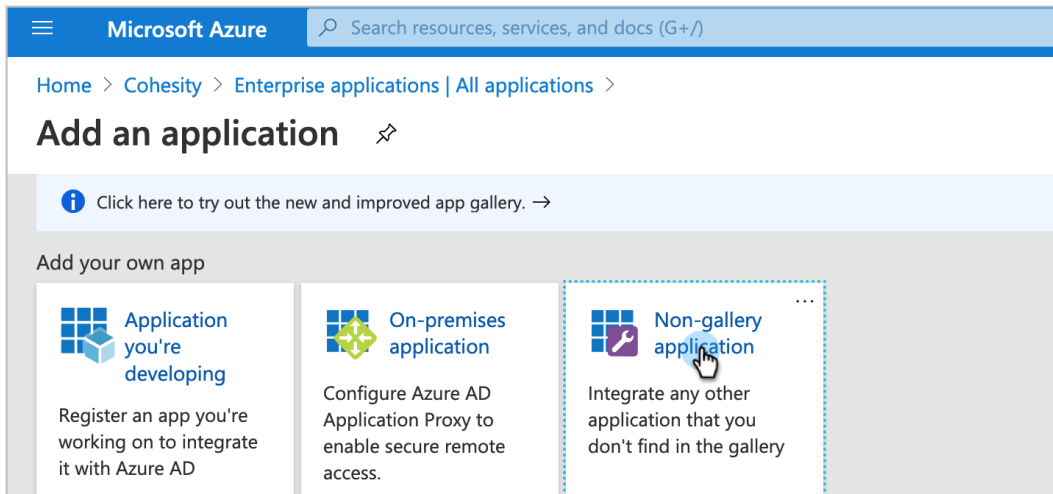 Microsoft Azure
Search resources, services, and docs (G+/)
Home > Cohesity > Enterprise applications | All applications >
Add an application
Click here to try out the new and improved app gallery. →
Add your own app
...
Application
you're
developing
Register an app you're
working on to integrate
it with Azure AD
On-premises
application
Configure Azure AD
Application Proxy to
enable secure remote
access.
Non-gallery
application
Integrate any other
application that you
don't find in the gallery